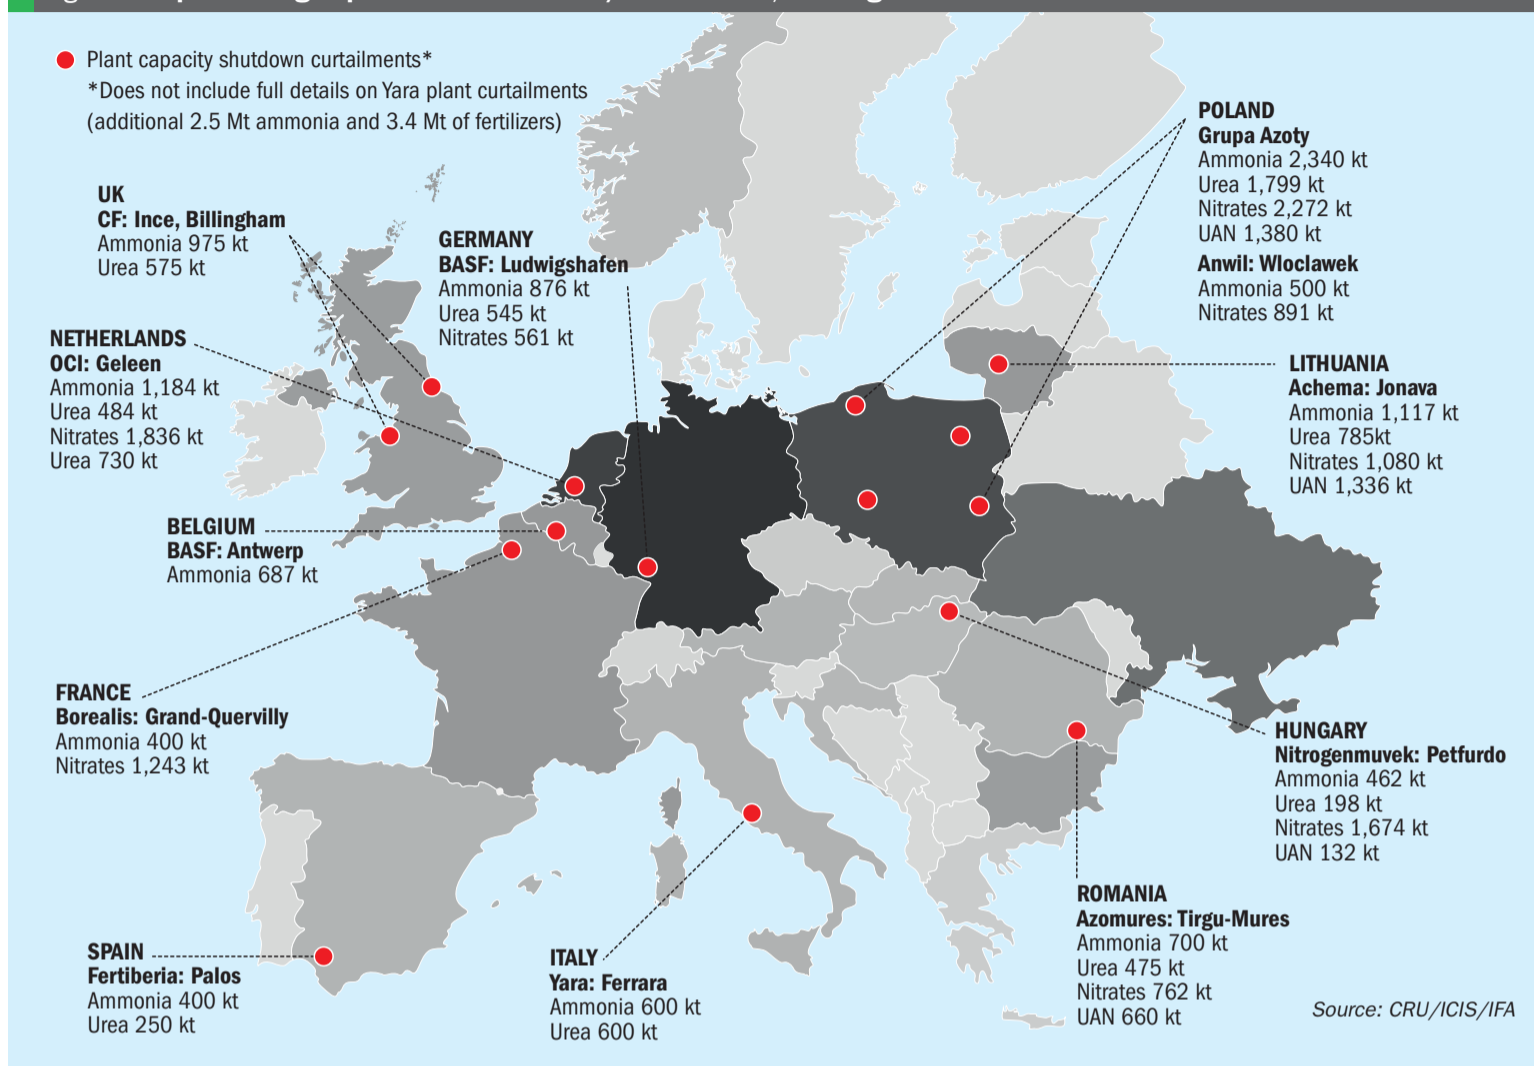 Plant capacity shutdown curtailments*
*Does not include full details on Yara plant curtailments
(additional 2.5 Mt ammonia and 3.4 Mt of fertilizers)
UK
CF: Ince, Billingham
Ammonia 975 kt
Urea 575 kt
GERMANY
BASF: Ludwigshafen
Ammonia 876 kt
Urea 545 kt
Nitrates 561 kt
POLAND
Grupa Azoty
Ammonia 2,340 kt
Urea 1,799 kt
Nitrates 2,272 kt
UAN 1,380 kt
Anwil: Wloclawek
Ammonia 500 kt
Nitrates 891 kt
NETHERLANDS
OCI: Geleen
Ammonia 1,184 kt
Urea 484 kt
Nitrates 1,836 kt
Urea 730 kt
LITHUANIA
Achema: Jonava
Ammonia 1,117 kt
Urea 785kt
Nitrates 1,080 kt
UAN 1,336 kt
BELGIUM
BASF: Antwerp
Ammonia 687 kt
FRANCE
Borealis: Grand-Quervilly
Ammonia 400 kt
Nitrates 1,243 kt
HUNGARY
Nitrogenmuvek: Petfurdo
Ammonia 462 kt
Urea 198 kt
Nitrates 1,674 kt
UAN 132 kt
ROMANIA
Azomures: Tirgu-Mures
Ammonia 700 kt
Urea 475 kt
Nitrates 762 kt
UAN 660 kt
SPAIN
Fertiberia: Palos
Ammonia 400 kt
Urea 250 kt
ITALY
Yara: Ferrara
Ammonia 600 kt
Urea 600 kt
Source: CRU/ICIS/IFA